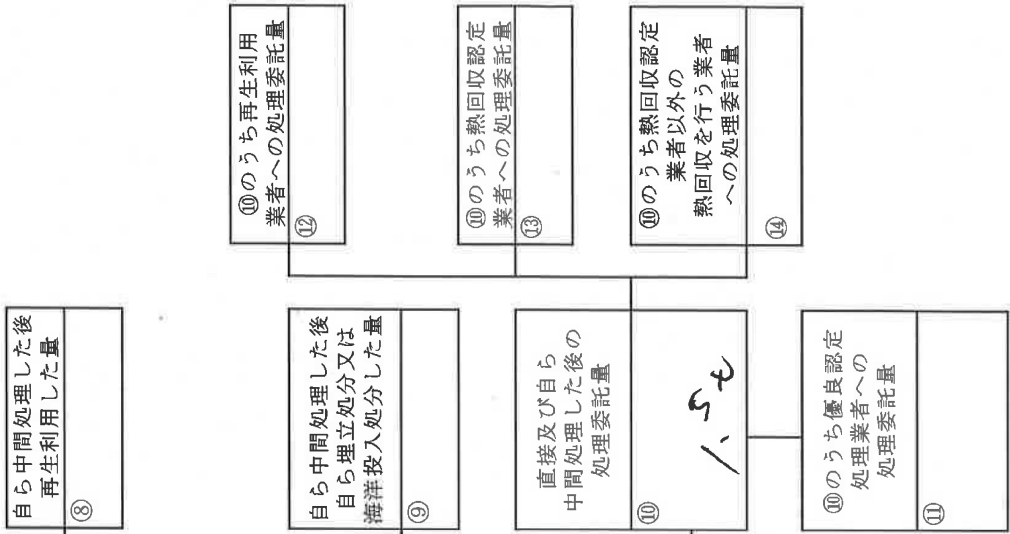 自ら中間処理した後
再生利用した量
⑧
自ら中間処理した後
自ら埋立処分又は
海洋投入処分した量
⑨
直接及び自ら
中間処理した後の
処理委託量
⑩
1.5t
⑩のうち優良認定
処理業者への
処理委託量
⑪
⑩のうち再生利用
業者への処理委託量
⑫
⑩のうち熱回収認定
業者への処理委託量
⑬
⑩のうち熱回収認定
業者以外の
熱回収を行う業者
への処理委託量
⑭